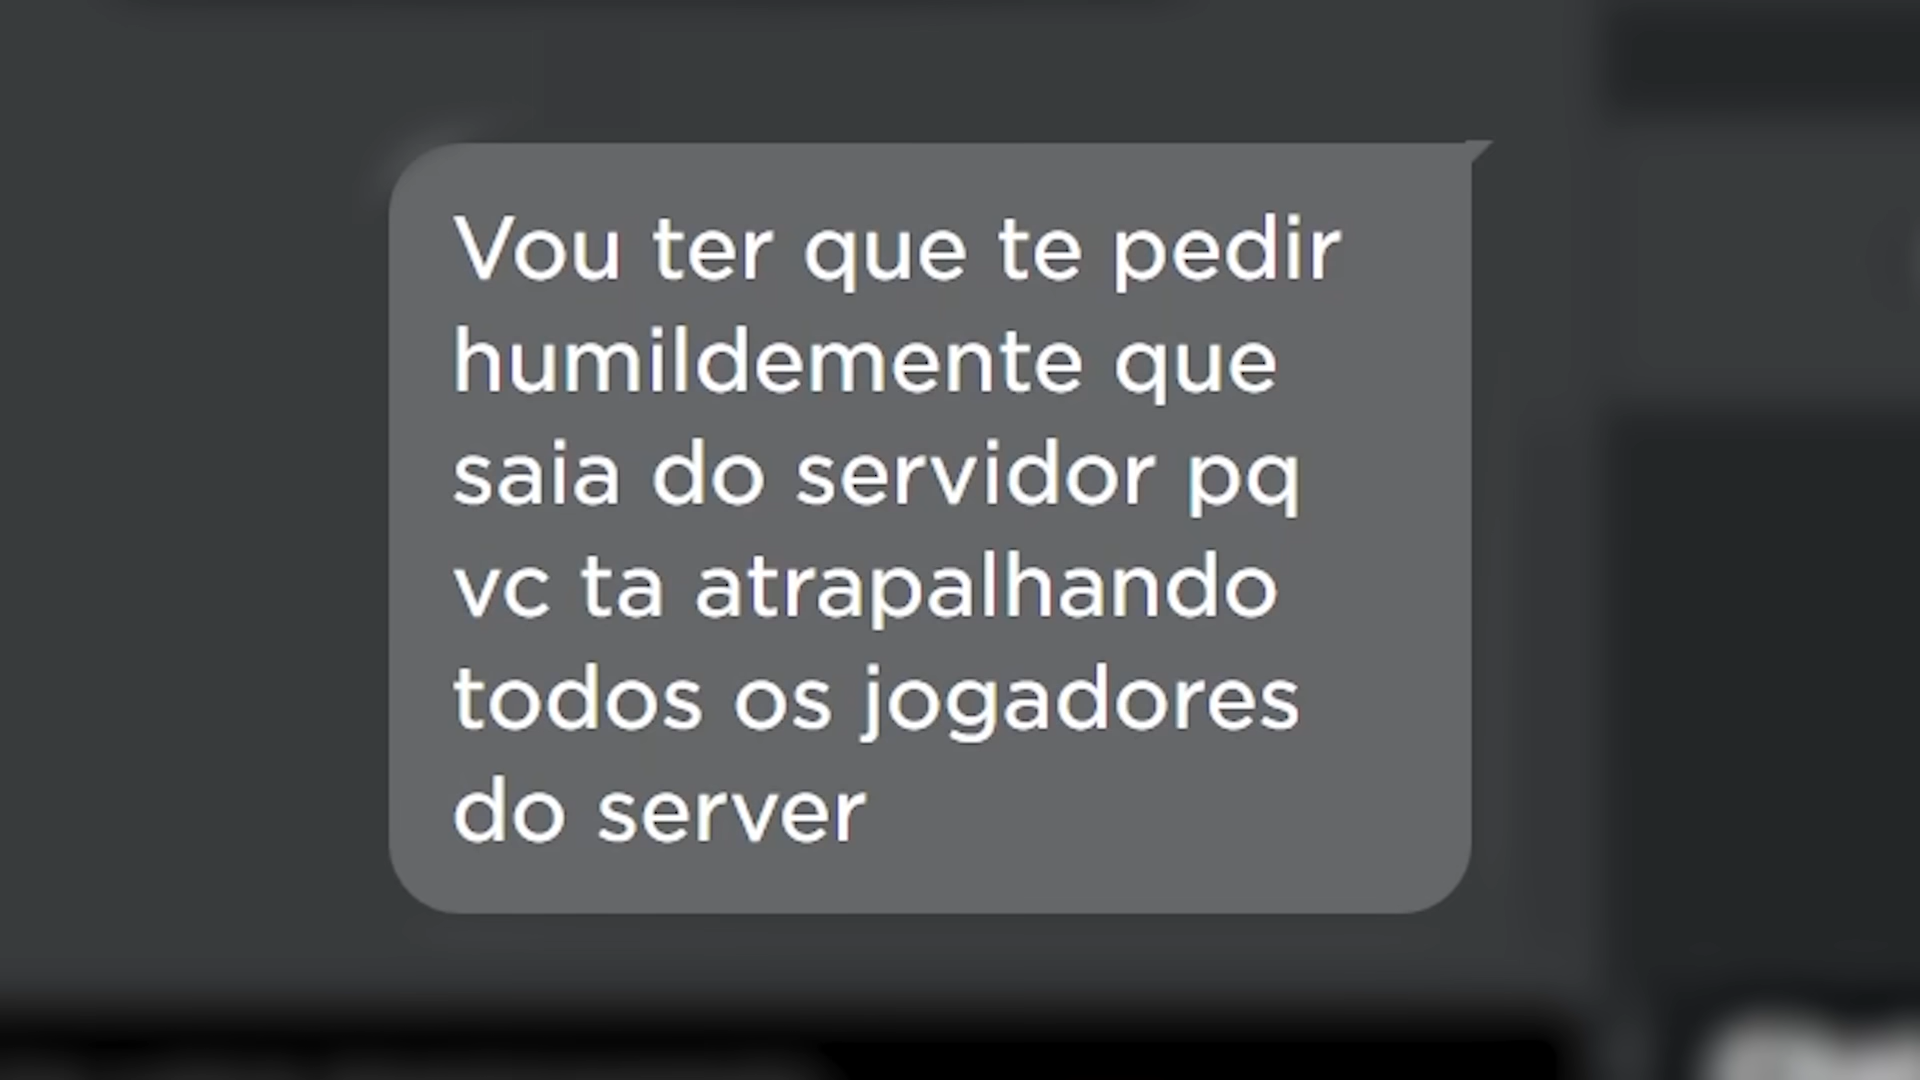 Vou ter que te pedir
humildemente que
saia do servidor pq
vc ta atrapalhando
todos os jogadores
do server